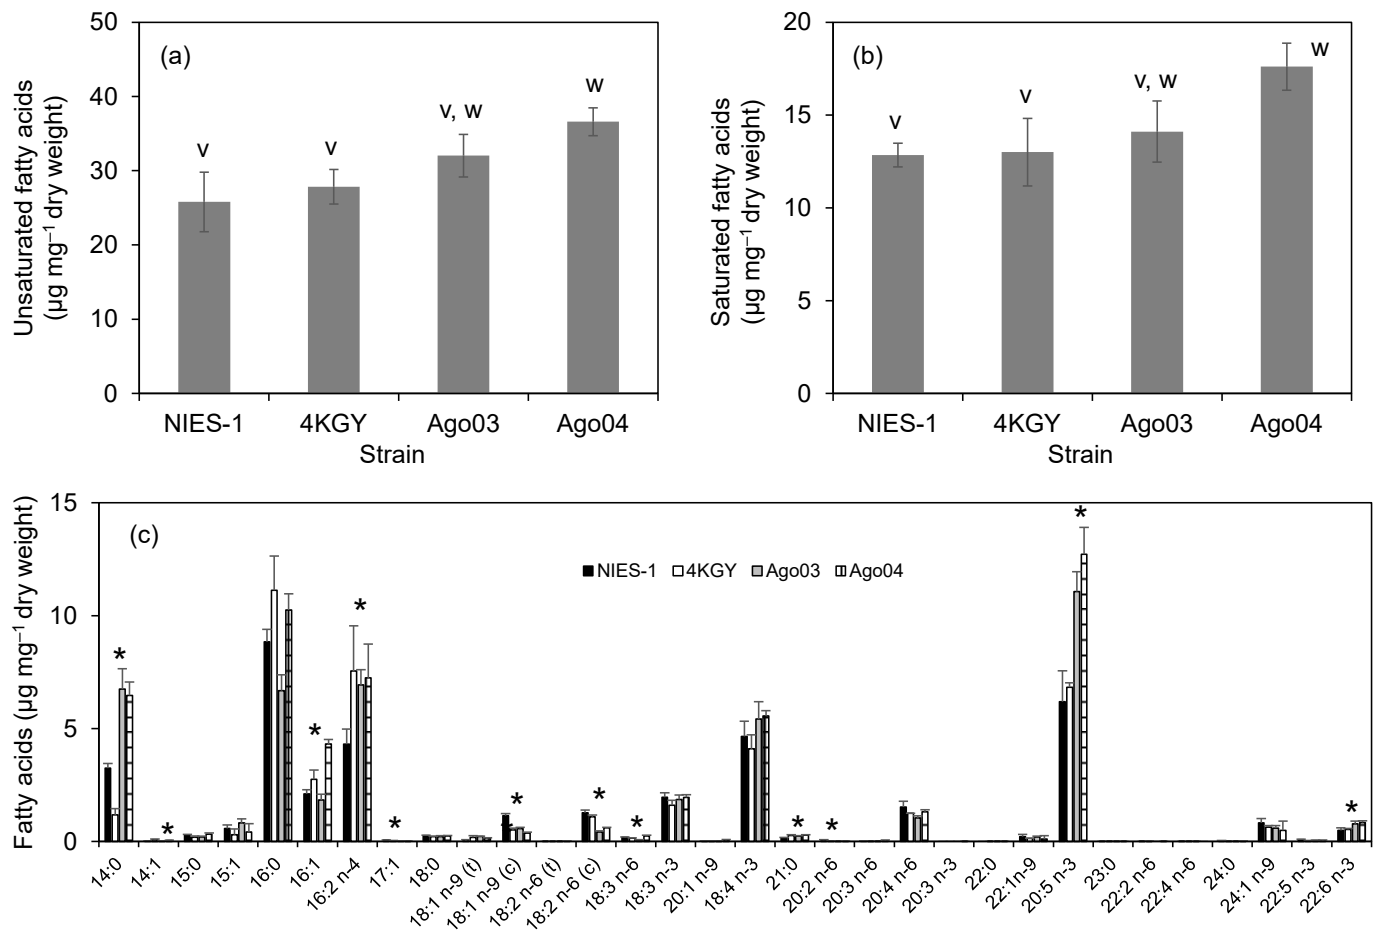 (a)
Unsaturated fatty acids
(µg mg⁻¹ dry weight)
50
40
30
20
10
0
v
v
v, w
w
NIES-1
4KGY
Ago03
Ago04
Strain
(b)
Saturated fatty acids
(µg mg⁻¹ dry weight)
20
15
10
5
0
v
v
v, w
w
NIES-1
4KGY
Ago03
Ago04
Strain
(c)
Fatty acids (µg mg⁻¹ dry weight)
15
10
5
0
NIES-1
4KGY
Ago03
Ago04
*
*
*
*
*
*
*
*
*
*
*
*
14:0
14:1
15:0
15:1
16:0
16:1
16:2 n-4
17:1
18:0
18:1 n-9 (t)
18:1 n-9 (c)
18:2 n-6 (t)
18:2 n-6 (c)
18:3 n-6
18:3 n-3
20:1 n-9
18:4 n-3
21:0
20:2 n-6
20:3 n-6
20:4 n-6
20:3 n-3
22:0
22:1n-9
20:5 n-3
23:0
22:2 n-6
22:4 n-6
24:0
24:1 n-9
22:5 n-3
22:6 n-3